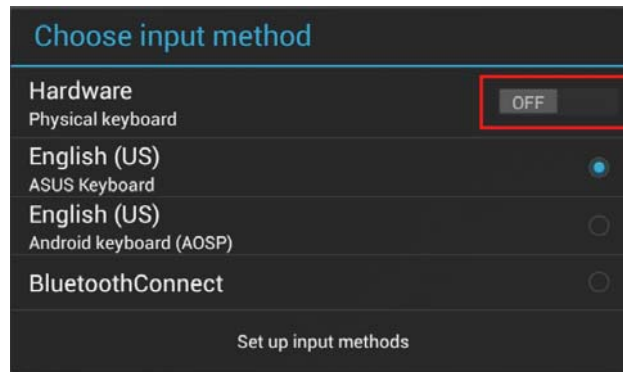 Choose input method
Hardware
OFF
Physical keyboard
English (US)
ASUS Keyboard
English (US)
Android keyboard (AOSP)
BluetoothConnect
Set up input methods